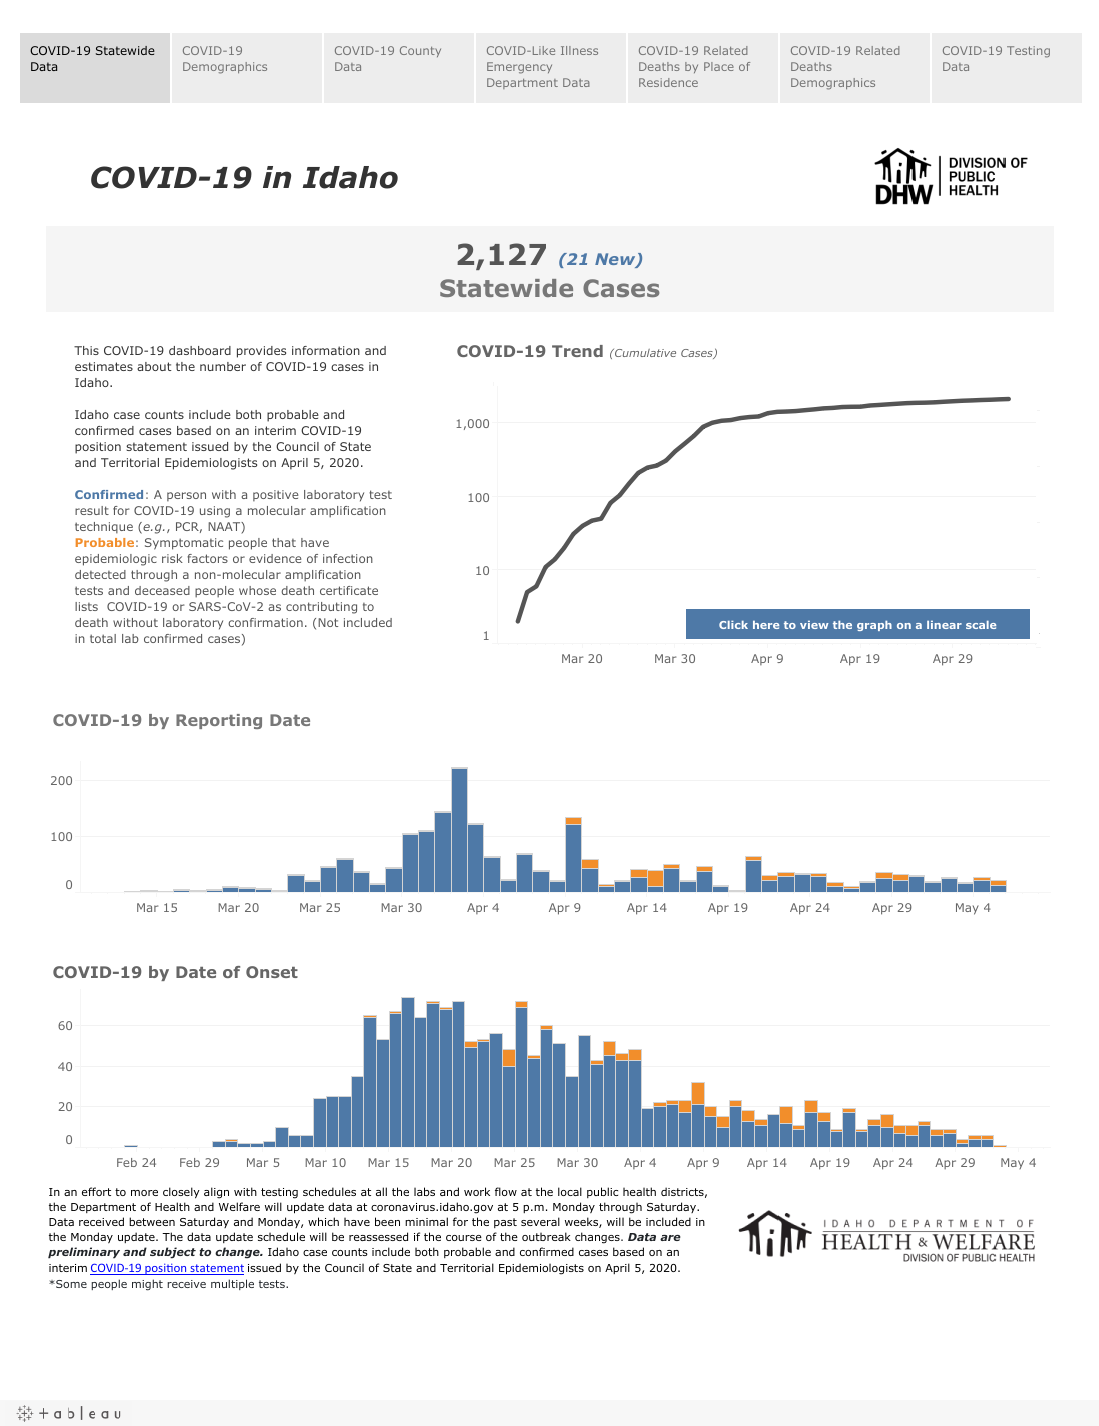 COVID-19 Statewide
Data
COVID-19
Demographics
COVID-19 County
Data
COVID-Like Illness
Emergency
Department Data
COVID-19 Related
Deaths by Place of
Residence
COVID-19 Related
Deaths
Demographics
COVID-19 Testing
Data
COVID-19 in Idaho
DHW
DIVISION OF
PUBLIC
HEALTH
2,127 (21 New)
Statewide Cases
This COVID-19 dashboard provides information and
estimates about the number of COVID-19 cases in
Idaho.
Idaho case counts include both probable and
confirmed cases based on an interim COVID-19
position statement issued by the Council of State
and Territorial Epidemiologists on April 5, 2020.
Confirmed: A person with a positive laboratory test
result for COVID-19 using a molecular amplification
technique (e.g., PCR, NAAT)
Probable: Symptomatic people that have
epidemiologic risk factors or evidence of infection
detected through a non-molecular amplification
tests and deceased people whose death certificate
lists  COVID-19 or SARS-CoV-2 as contributing to
death without laboratory confirmation. (Not included
in total lab confirmed cases)
COVID-19 Trend (Cumulative Cases)
1,000
100
10
1
Click here to view the graph on a linear scale
Mar 20 Mar 30 Apr 9 Apr 19 Apr 29
COVID-19 by Reporting Date
200
100
0
Mar 15 Mar 20 Mar 25 Mar 30 Apr 4 Apr 9 Apr 14 Apr 19 Apr 24 Apr 29 May 4
COVID-19 by Date of Onset
60
40
20
0
Feb 24 Feb 29 Mar 5 Mar 10 Mar 15 Mar 20 Mar 25 Mar 30 Apr 4 Apr 9 Apr 14 Apr 19 Apr 24 Apr 29 May 4
In an effort to more closely align with testing schedules at all the labs and work flow at the local public health districts,
the Department of Health and Welfare will update data at coronavirus.idaho.gov at 5 p.m. Monday through Saturday.
Data received between Saturday and Monday, which have been minimal for the past several weeks, will be included in
the Monday update. The data update schedule will be reassessed if the course of the outbreak changes. Data are
preliminary and subject to change. Idaho case counts include both probable and confirmed cases based on an
interim COVID-19 position statement issued by the Council of State and Territorial Epidemiologists on April 5, 2020.
*Some people might receive multiple tests.
IDAHO DEPARTMENT OF
HEALTH & WELFARE
DIVISION OF PUBLIC HEALTH
+ableau